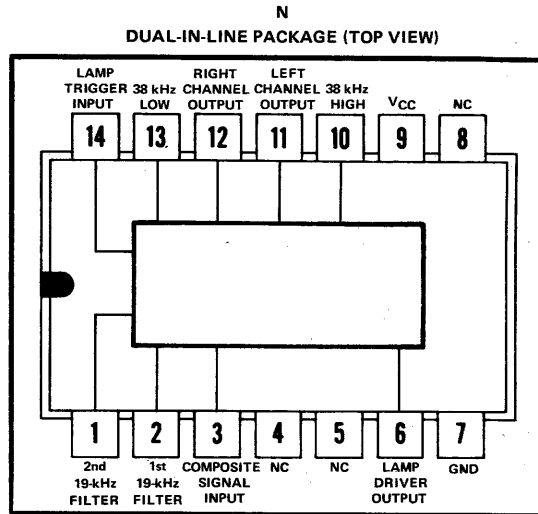 N
DUAL-IN-LINE PACKAGE (TOP VIEW)
LAMP
TRIGGER
INPUT
38 kHz
LOW
RIGHT
CHANNEL
OUTPUT
LEFT
CHANNEL
OUTPUT
38 kHz
HIGH
VCC
NC
14
13
12
11
10
9
8
1
2
3
4
5
6
7
2nd
19-kHz
FILTER
1st
19-kHz
FILTER
COMPOSITE
SIGNAL
INPUT
NC
NC
LAMP
DRIVER
OUTPUT
GND